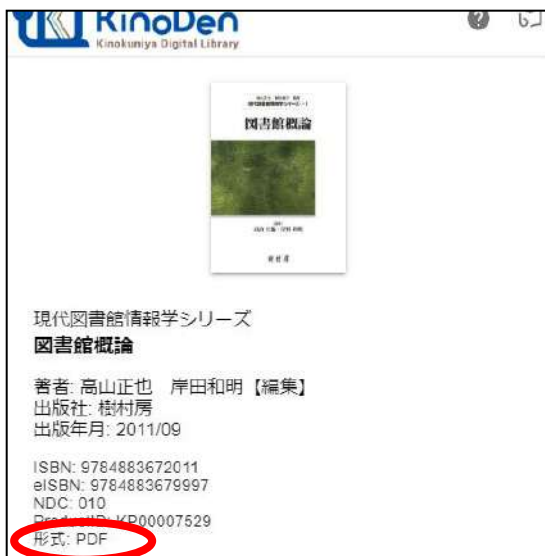 KinoDen
Kinokuniya Digital Library
図書館概論
樹村房
現代図書館情報学シリーズ
図書館概論
著者: 高山正也　岸田和明【編集】
出版社: 樹村房
出版年月: 2011/09
ISBN: 9784883672011
eISBN: 9784883679997
NDC: 010
ProductID: KP00007529
形式: PDF